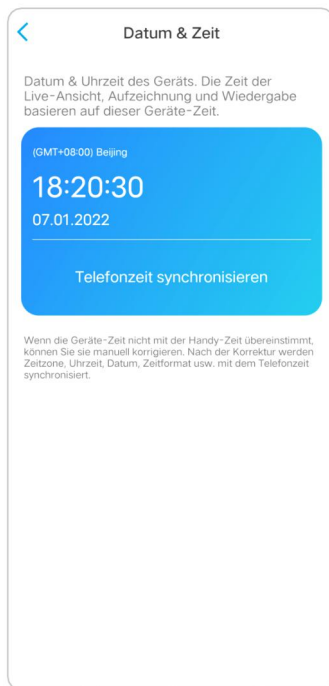 Datum & Zeit
Datum & Uhrzeit des Geräts. Die Zeit der
Live-Ansicht, Aufzeichnung und Wiedergabe
basieren auf dieser Geräte-Zeit.
(GMT+08:00) Beijing
18:20:30
07.01.2022
Telefonzeit synchronisieren
Wenn die Geräte-Zeit nicht mit der Handy-Zeit übereinstimmt,
können Sie sie manuell korrigieren. Nach der Korrektur werden
Zeitzone, Uhrzeit, Datum, Zeitformat usw. mit dem Telefonzeit
synchronisiert.